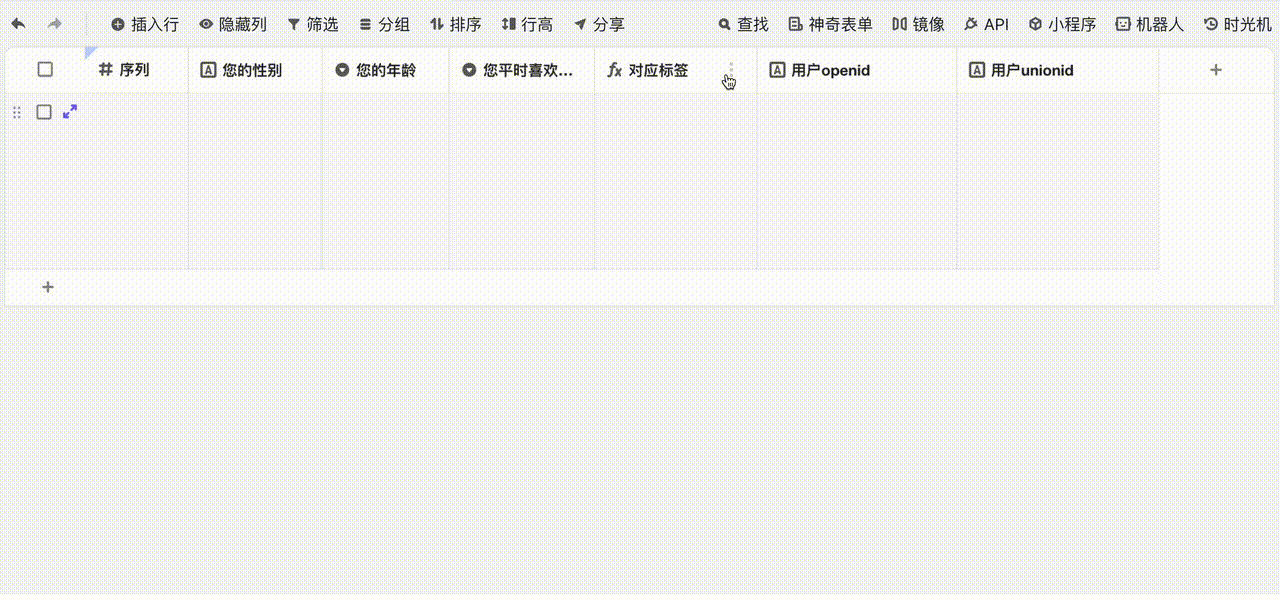 插入行 隐藏列 筛选 分组 排序 行高 分享 查找 神奇表单 镜像 API 小程序 机器人 时光机
序列 您的性别 您的年龄 您平时喜欢... fx 对应标签 用户openid 用户unionid